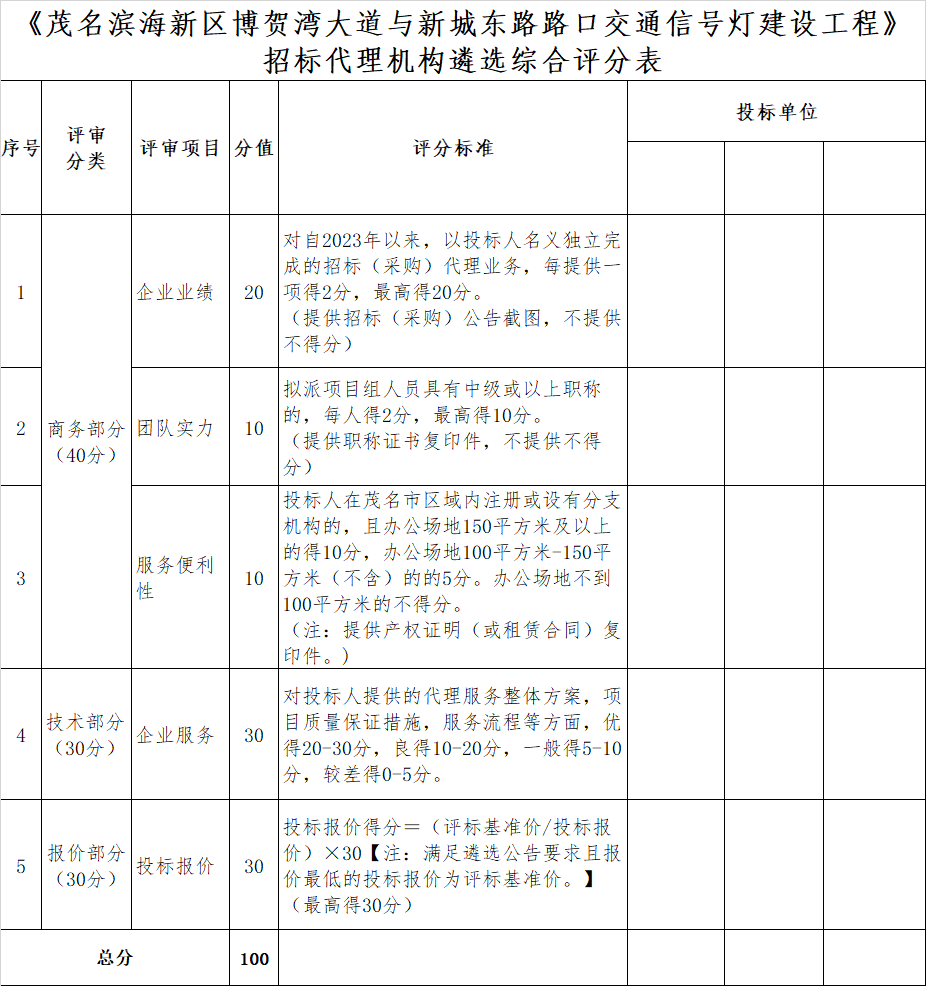 《茂名滨海新区博贺湾大道与新城东路路口交通信号灯建设工程》
招标代理机构遴选综合评分表
序号
评审
分类
评审项目
分值
评分标准
投标单位
1
企业业绩
20
对自2023年以来，以投标人名义独立完
成的招标（采购）代理业务，每提供一
项得2分，最高得20分。
（提供招标（采购）公告截图，不提供
不得分）
商务部分
（40分）
2
团队实力
10
拟派项目组人员具有中级或以上职称
的，每人得2分，最高得10分。
（提供职称证书复印件，不提供不得
分）
3
服务便利
性
10
投标人在茂名市区域内注册或设有分支
机构的，且办公场地150平方米及以上
的得10分，办公场地100平方米-150平
方米（不含）的的5分。办公场地不到
100平方米的不得分。
（注：提供产权证明（或租赁合同）复
印件。)
4
技术部分
（30分）
企业服务
30
对投标人提供的代理服务整体方案，项
目质量保证措施，服务流程等方面，优
得20-30分，良得10-20分，一般得5-10
分，较差得0-5分。
5
报价部分
（30分）
投标报价
30
投标报价得分＝（评标基准价/投标报
价）×30【注：满足遴选公告要求且报
价最低的投标报价为评标基准价。】
（最高得30分）
总分
100